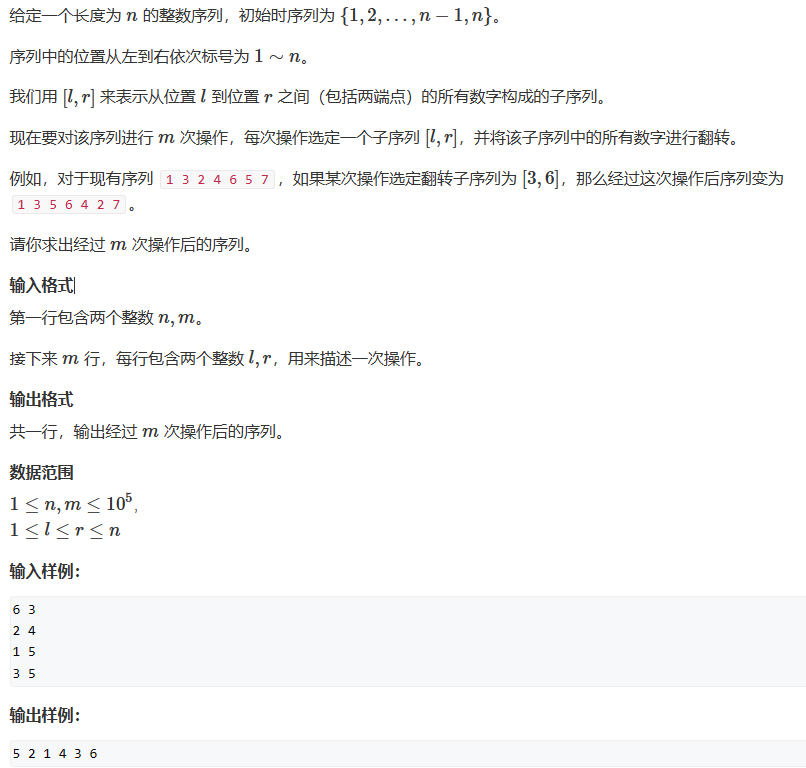 给定一个长度为 n 的整数序列，初始时序列为 {1, 2, …, n − 1, n}。
序列中的位置从左到右依次标号为 1 ∼ n。
我们用 [l, r] 来表示从位置 l 到位置 r 之间（包括两端点）的所有数字构成的子序列。
现在要对该序列进行 m 次操作，每次操作选定一个子序列 [l, r]，并将该子序列中的所有数字进行翻转。
例如，对于现有序列 1 3 2 4 6 5 7 ，如果某次操作选定翻转子序列为 [3, 6]，那么经过这次操作后序列变为
1 3 5 6 4 2 7 。
请你求出经过 m 次操作后的序列。
输入格式
第一行包含两个整数 n, m。
接下来 m 行，每行包含两个整数 l, r，用来描述一次操作。
输出格式
共一行，输出经过 m 次操作后的序列。
数据范围
1 ≤ n, m ≤ 10⁵,
1 ≤ l ≤ r ≤ n
输入样例：
6 3
2 4
1 5
3 5
输出样例：
5 2 1 4 3 6